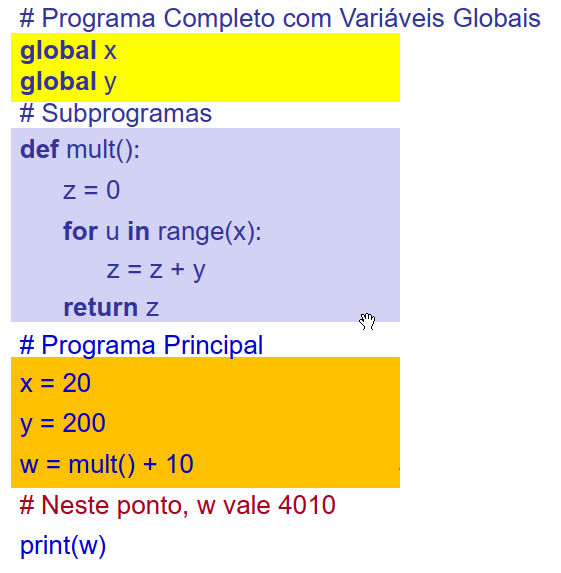 # Programa Completo com Variáveis Globais
global x
global y
# Subprogramas
def mult():
z = 0
for u in range(x):
z = z + y
return z
# Programa Principal
x = 20
y = 200
w = mult() + 10
# Neste ponto, w vale 4010
print(w)